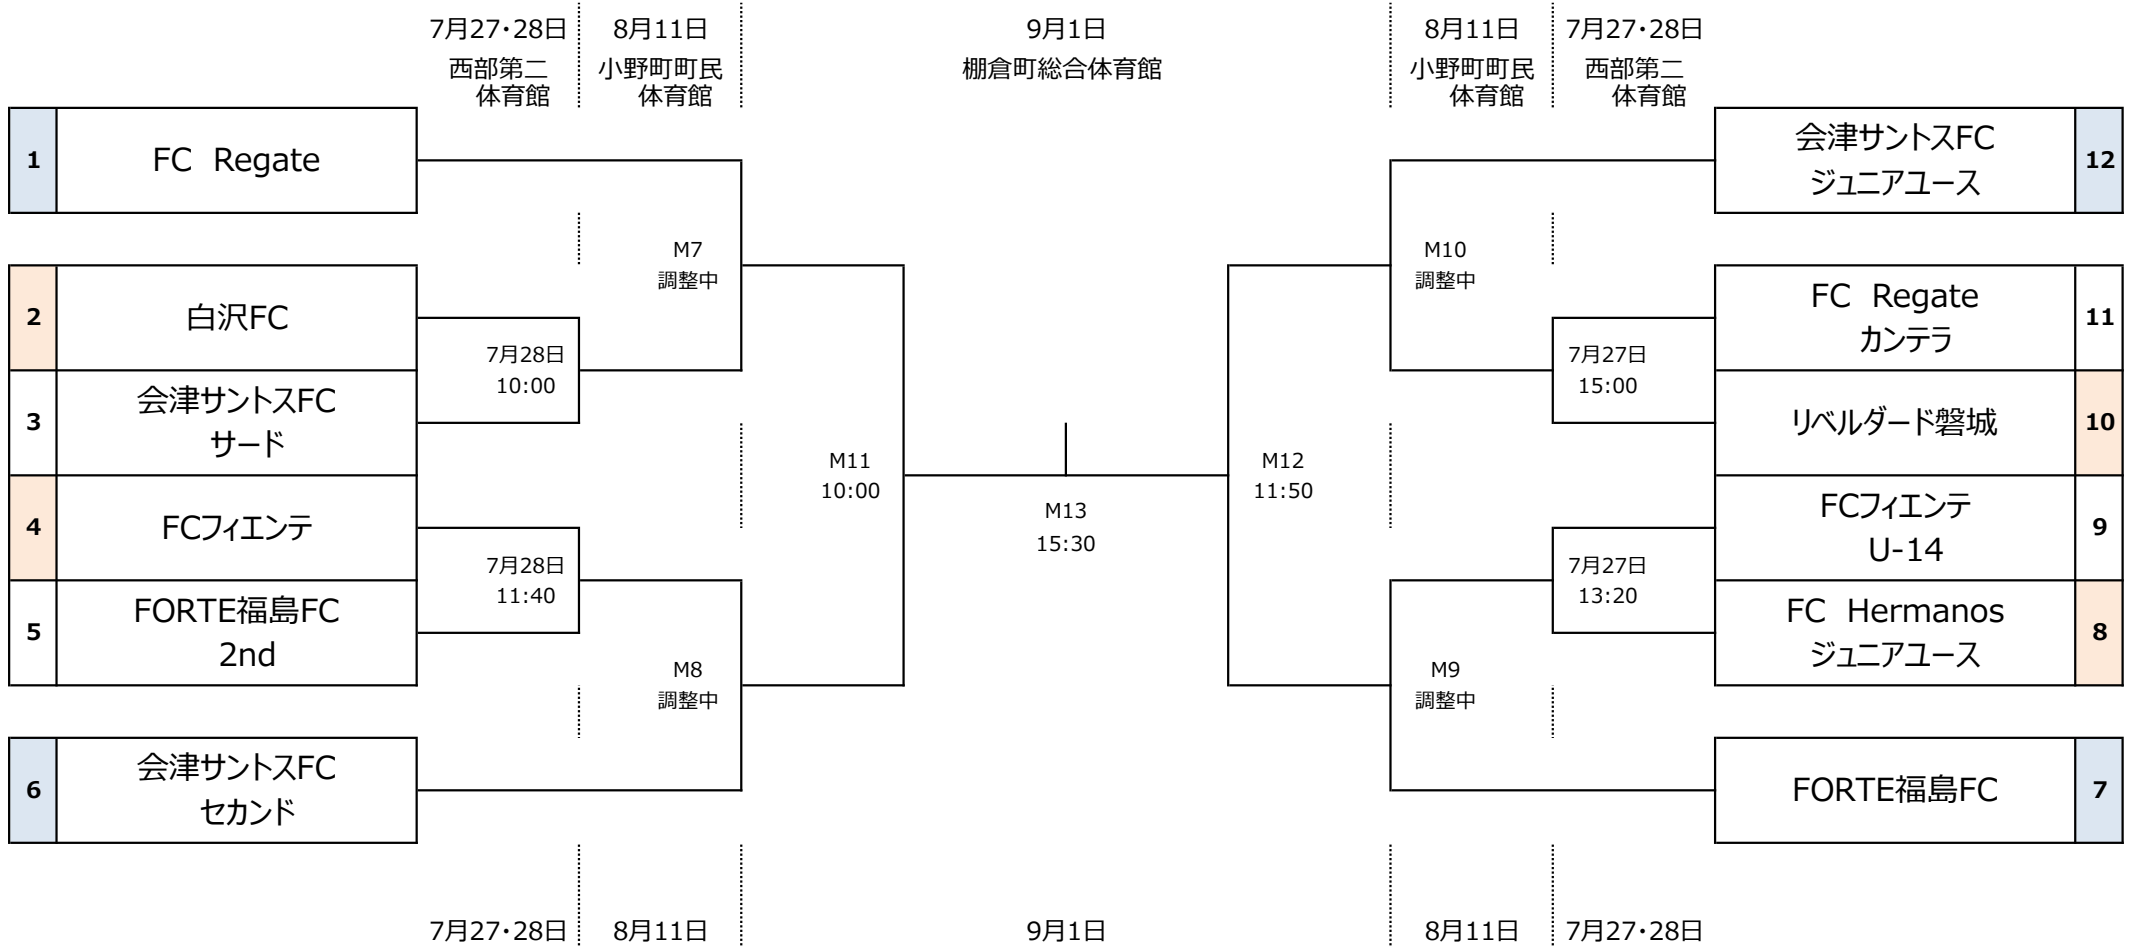 7月27・28日 8月11日 9月1日 8月11日 7月27・28日
西部第二 小野町町民 棚倉町総合体育館 小野町町民 西部第二
体育館 体育館 体育館 体育館
1 FC Regate
2 白沢FC
3 会津サントスFC
サード
4 FCフィエンテ
5 FORTE福島FC
2nd
6 会津サントスFC
セカンド
7月28日
10:00
7月28日
11:40
M7
調整中
M8
調整中
M11
10:00
M13
15:30
M12
11:50
M10
調整中
M9
調整中
7月27日
15:00
7月27日
13:20
会津サントスFC 12
ジュニアユース
FC Regate 11
カンテラ
リベルダード磐城 10
FCフィエンテ 9
U-14
FC Hermanos 8
ジュニアユース
FORTE福島FC 7
7月27・28日 8月11日 9月1日 8月11日 7月27・28日